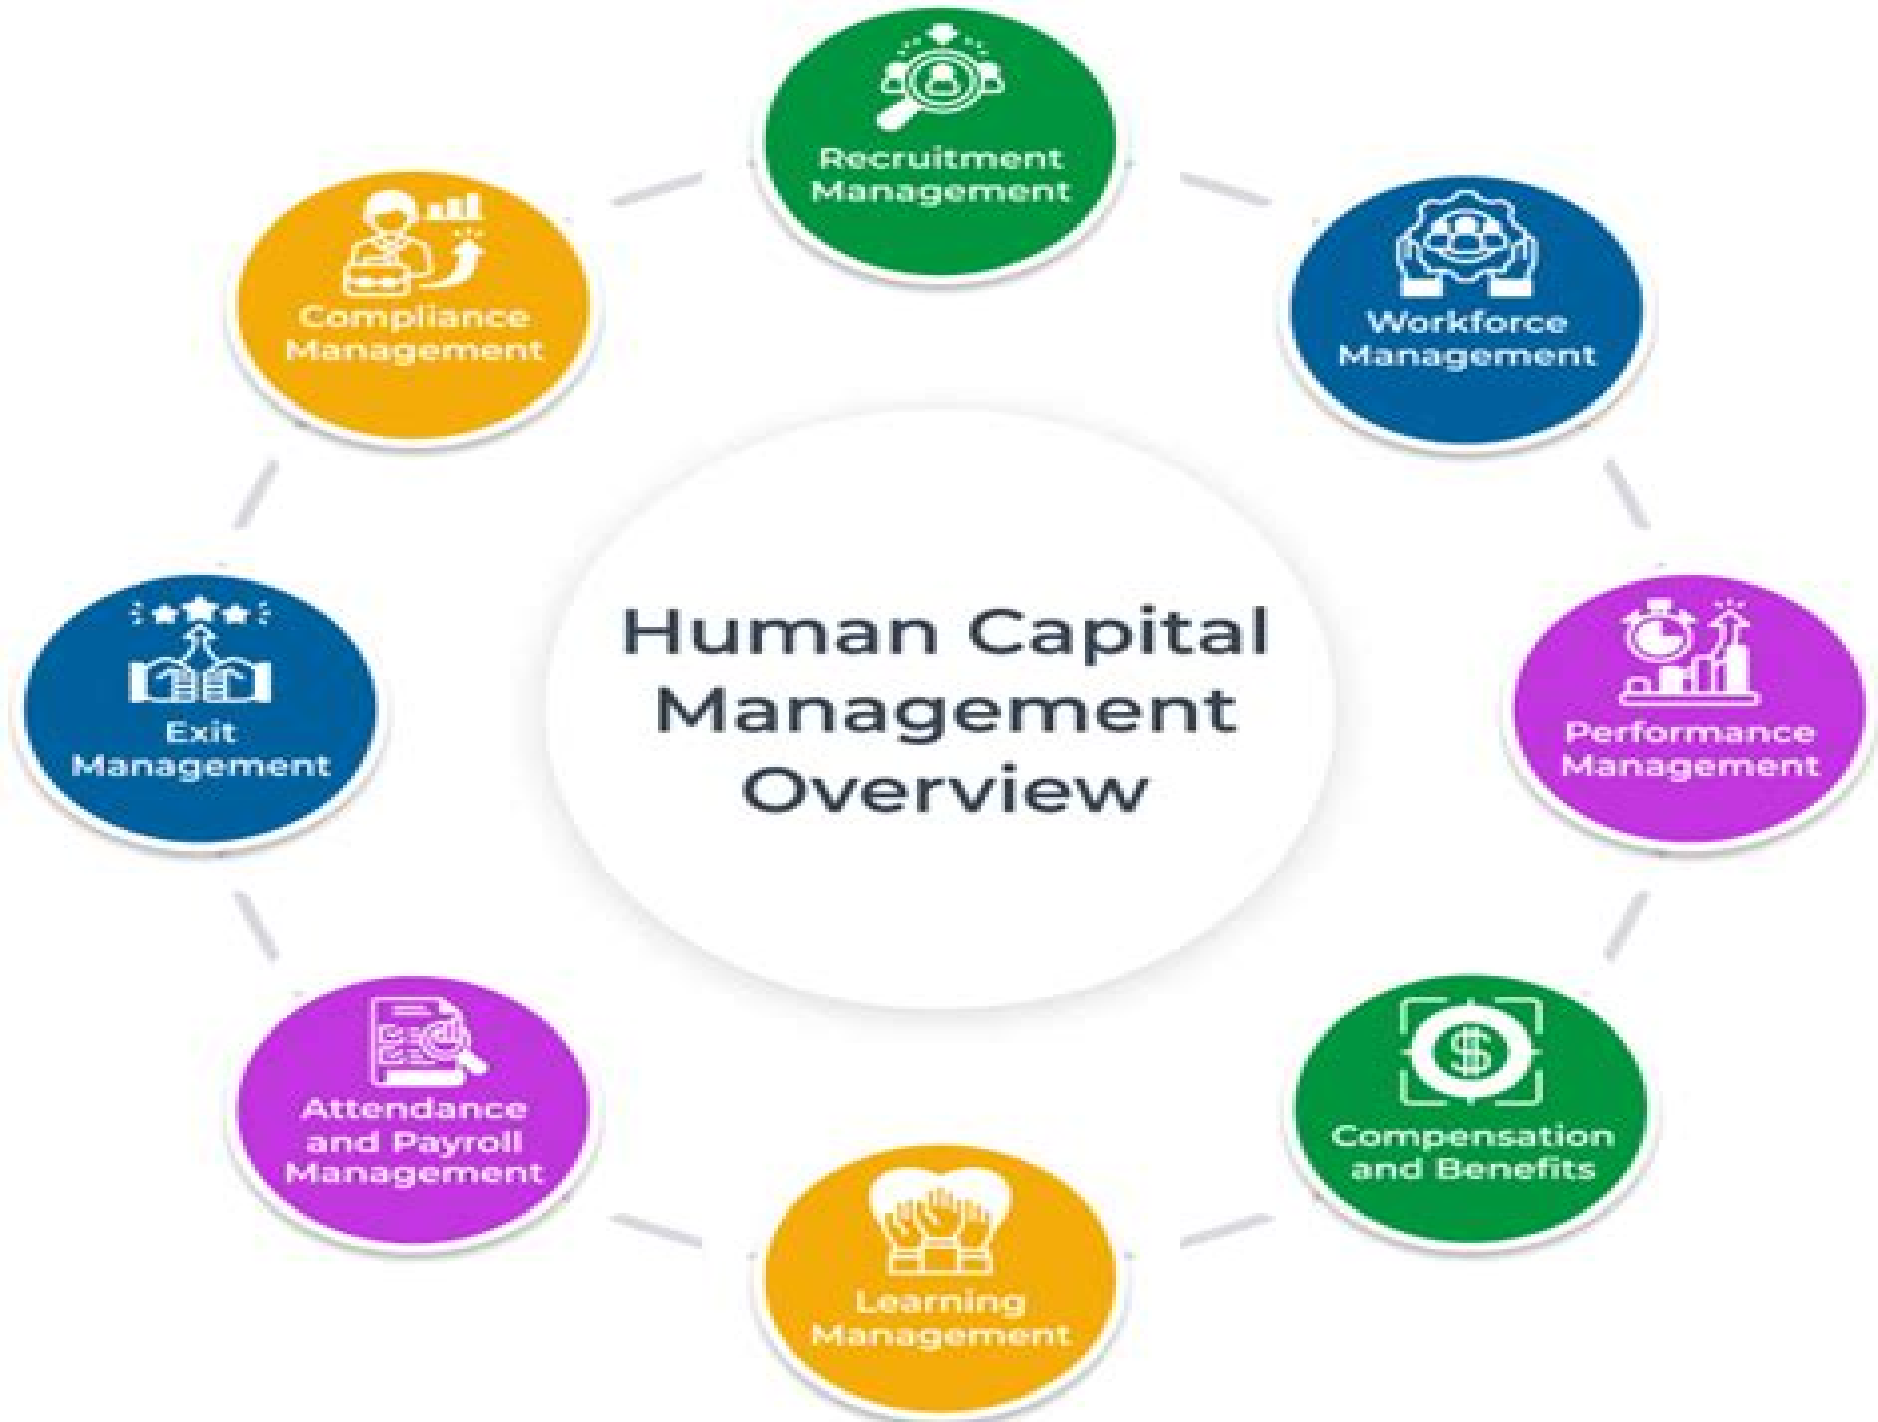 Recruitment
Management
Workforce
Management
Performance
Management
Compensation
and Benefits
Learning
Management
Attendance
and Payroll
Management
Exit
Management
Compliance
Management
Human Capital
Management
Overview